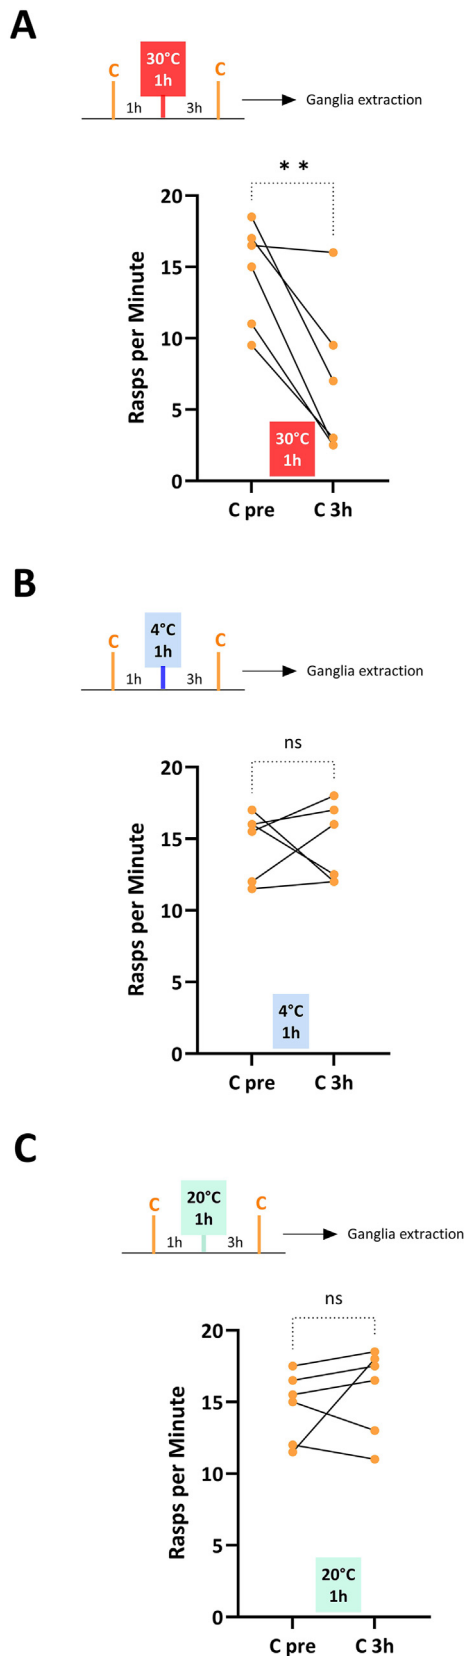 A
30°C
1h
C
C
1h
3h
Ganglia extraction
* *
20
15
10
5
0
Rasps per Minute
30°C
1h
C pre
C 3h
B
4°C
1h
C
C
1h
3h
Ganglia extraction
ns
20
15
10
5
0
Rasps per Minute
4°C
1h
C pre
C 3h
C
20°C
1h
C
C
1h
3h
Ganglia extraction
ns
20
15
10
5
0
Rasps per Minute
20°C
1h
C pre
C 3h